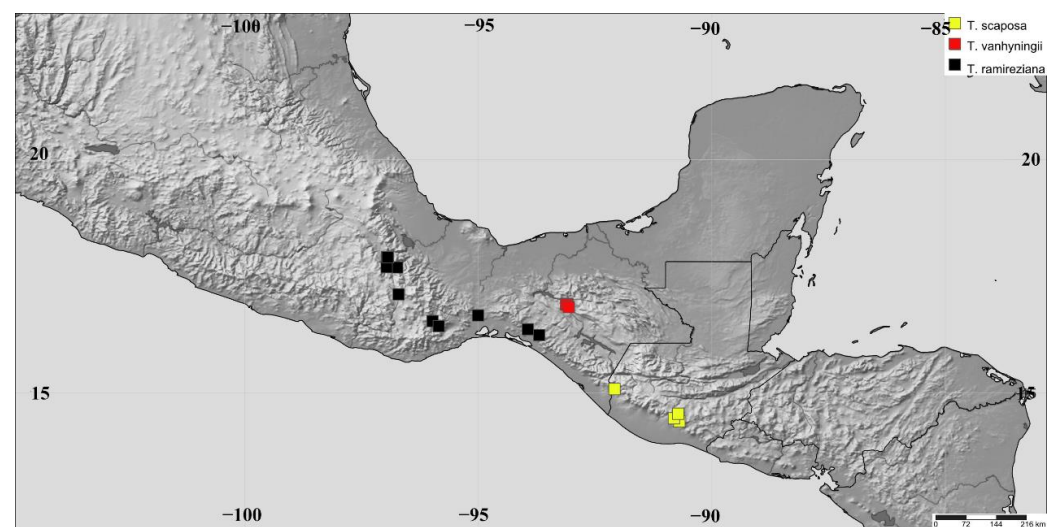 −100 −95 −90 −85
T. scaposa
T. vanhyningii
T. ramireziana
20 20
15 15
−100 −95 −90
0 72 144 216 km